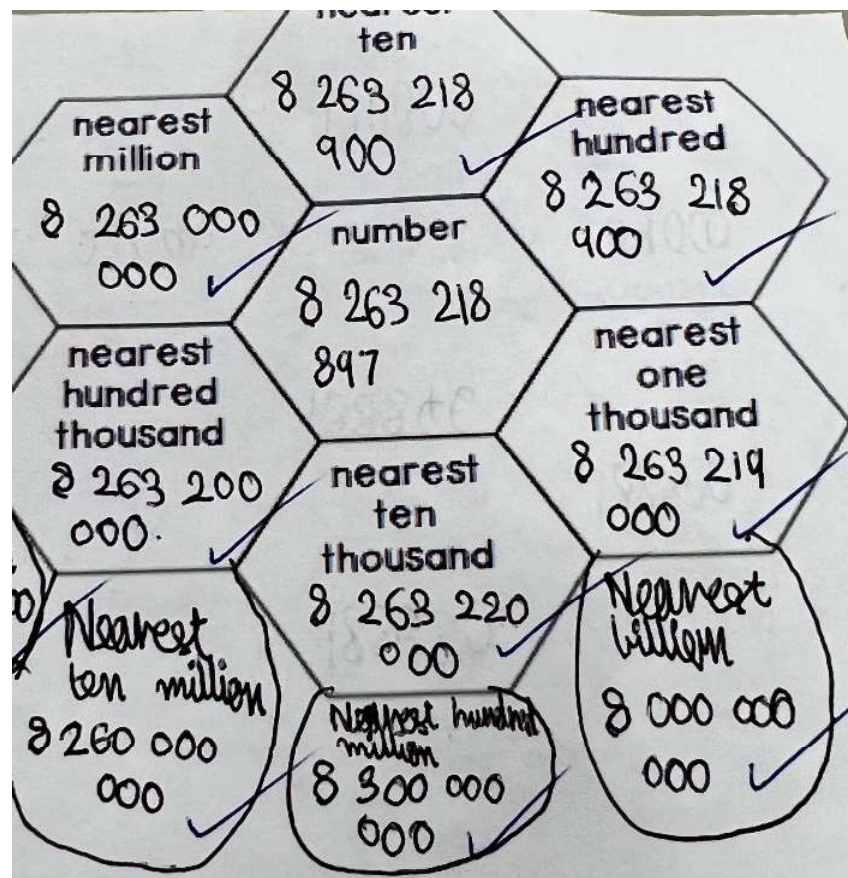 ten
8 263 218
900
nearest
million
8 263 000
000
nearest
hundred
8 263 218
900
number
8 263 218
897
nearest
hundred
thousand
8 263 200
000.
nearest
one
thousand
8 263 219
000
nearest
ten
thousand
8 263 220
000
Nearest
ten million
8 260 000
000
Nearest hundred
million
8 300 000
000
Nearest
billion
8 000 000
000